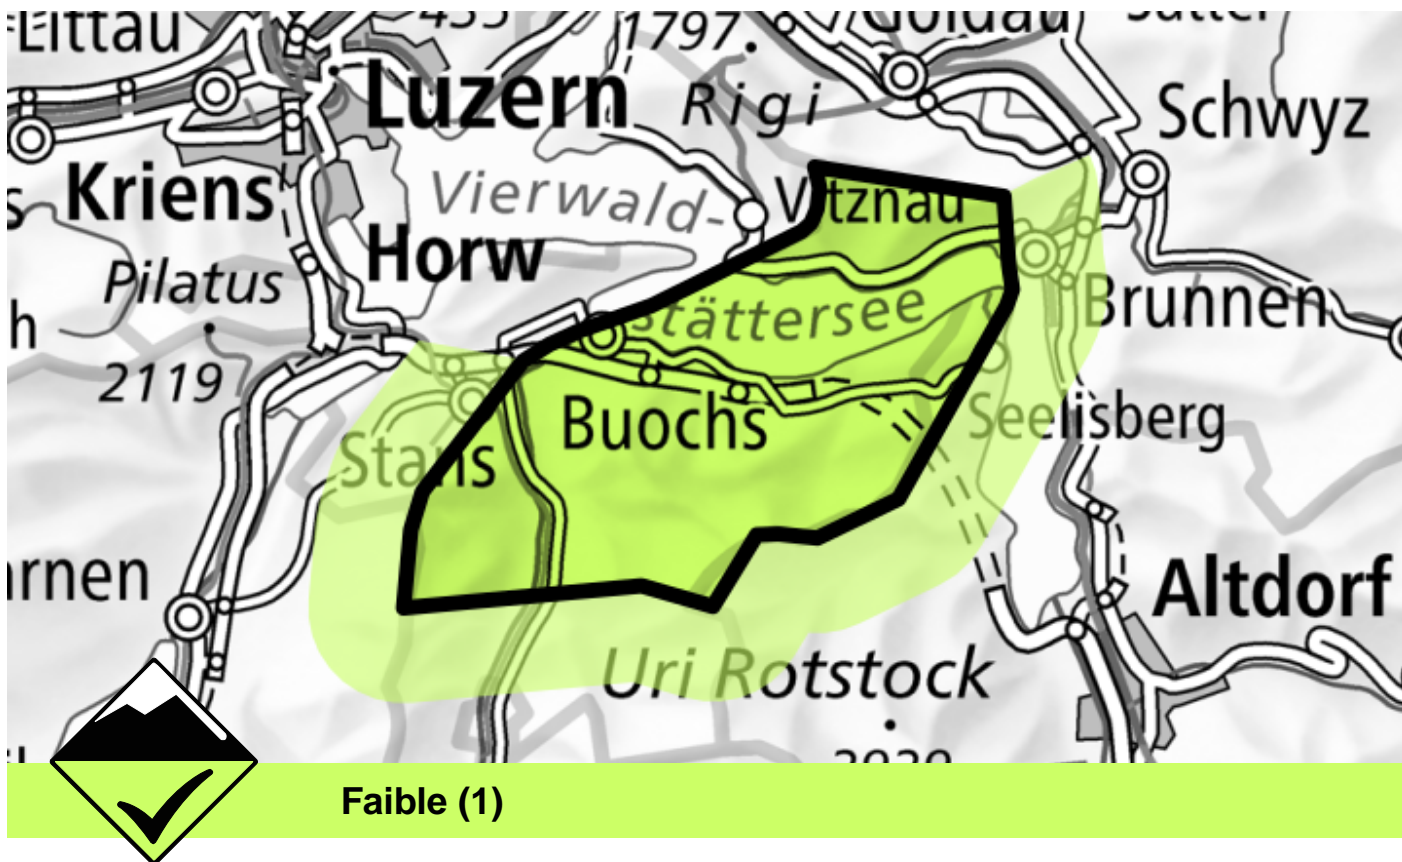 Littau
1797
Goldau
Luzern
Rigi
Schwyz
Kriens
Vierwald-
Vitznau
Horw
Pilatus
stättersee
Brunnen
h
2119
Buochs
Seelisberg
Stans
arnen
Altdorf
Uri Rotstock
Faible (1)